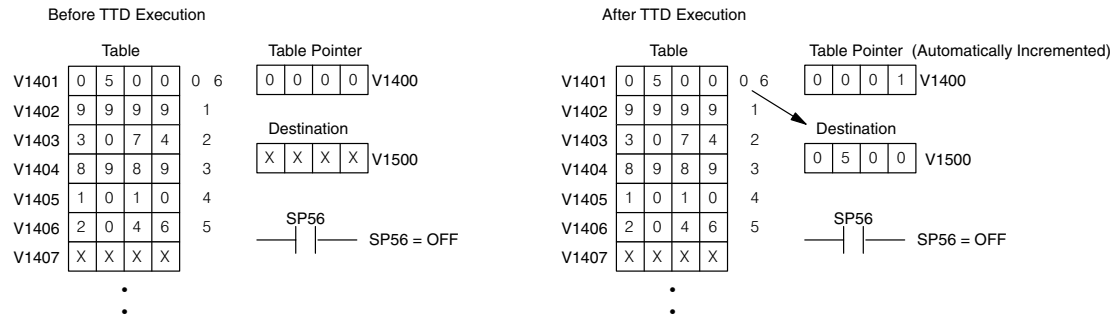 Before TTD Execution
Table
Table Pointer
V1401 0 5 0 0 0 6
0 0 0 0 V1400
V1402 9 9 9 9 1
V1403 3 0 7 4 2
Destination
V1404 8 9 8 9 3
X X X X V1500
V1405 1 0 1 0 4
V1406 2 0 4 6 5
SP56
SP56 = OFF
V1407 X X X X
After TTD Execution
Table
Table Pointer (Automatically Incremented)
V1401 0 5 0 0 0 6
0 0 0 1 V1400
V1402 9 9 9 9 1
V1403 3 0 7 4 2
Destination
V1404 8 9 8 9 3
0 5 0 0 V1500
V1405 1 0 1 0 4
V1406 2 0 4 6 5
SP56
SP56 = OFF
V1407 X X X X